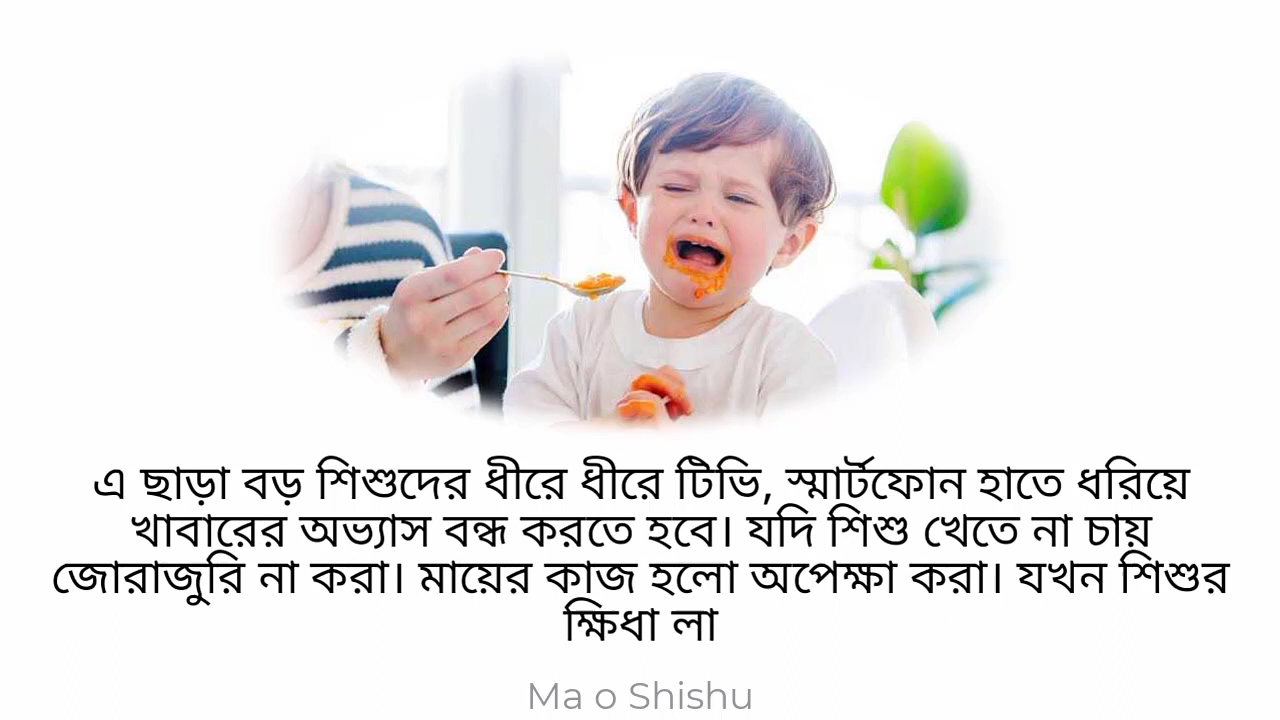 এ ছাড়া বড় শিশুদের ধীরে ধীরে টিভি, স্মার্টফোন হাতে ধরিয়ে
খাবারের অভ্যাস বন্ধ করতে হবে। যদি শিশু খেতে না চায়
জোরাজুরি না করা। মায়ের কাজ হলো অপেক্ষা করা। যখন শিশুর
ক্ষিধা লা
Ma o Shishu